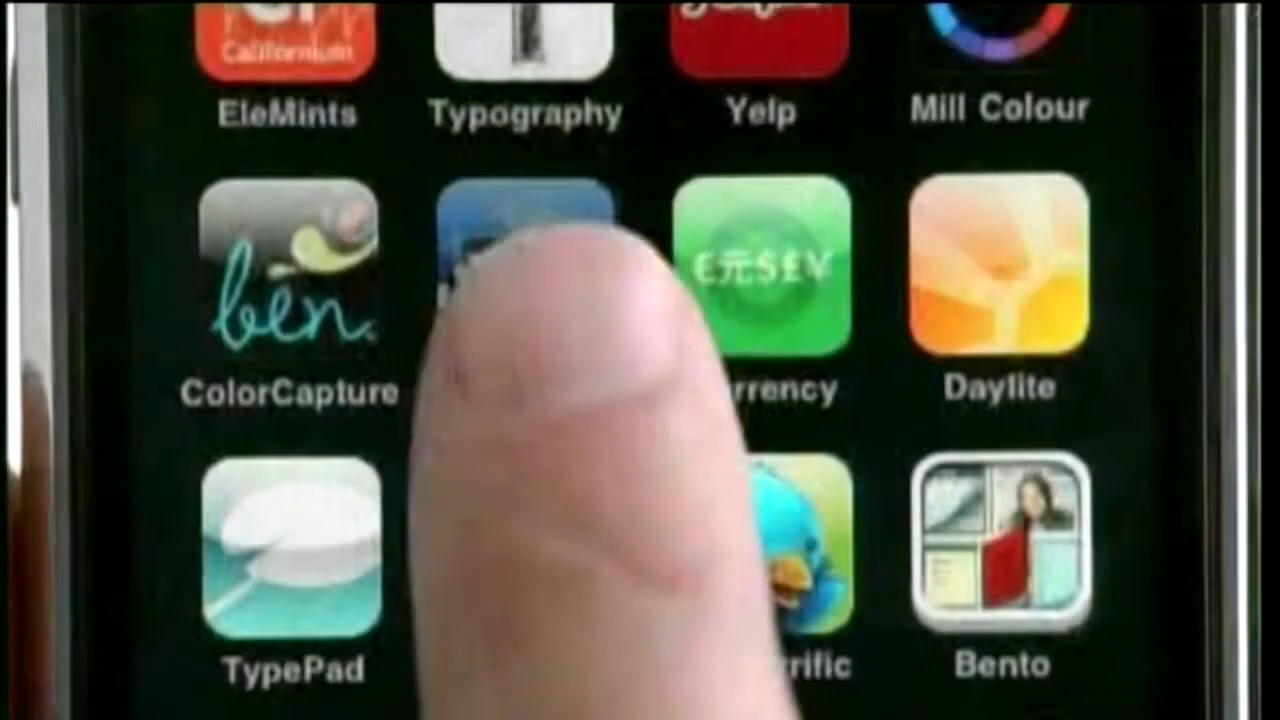 Californium
EleMints
Typography
Yelp
Mill Colour
ben.
€元$£¥
ColorCapture
rrency
Daylite
TypePad
rific
Bento